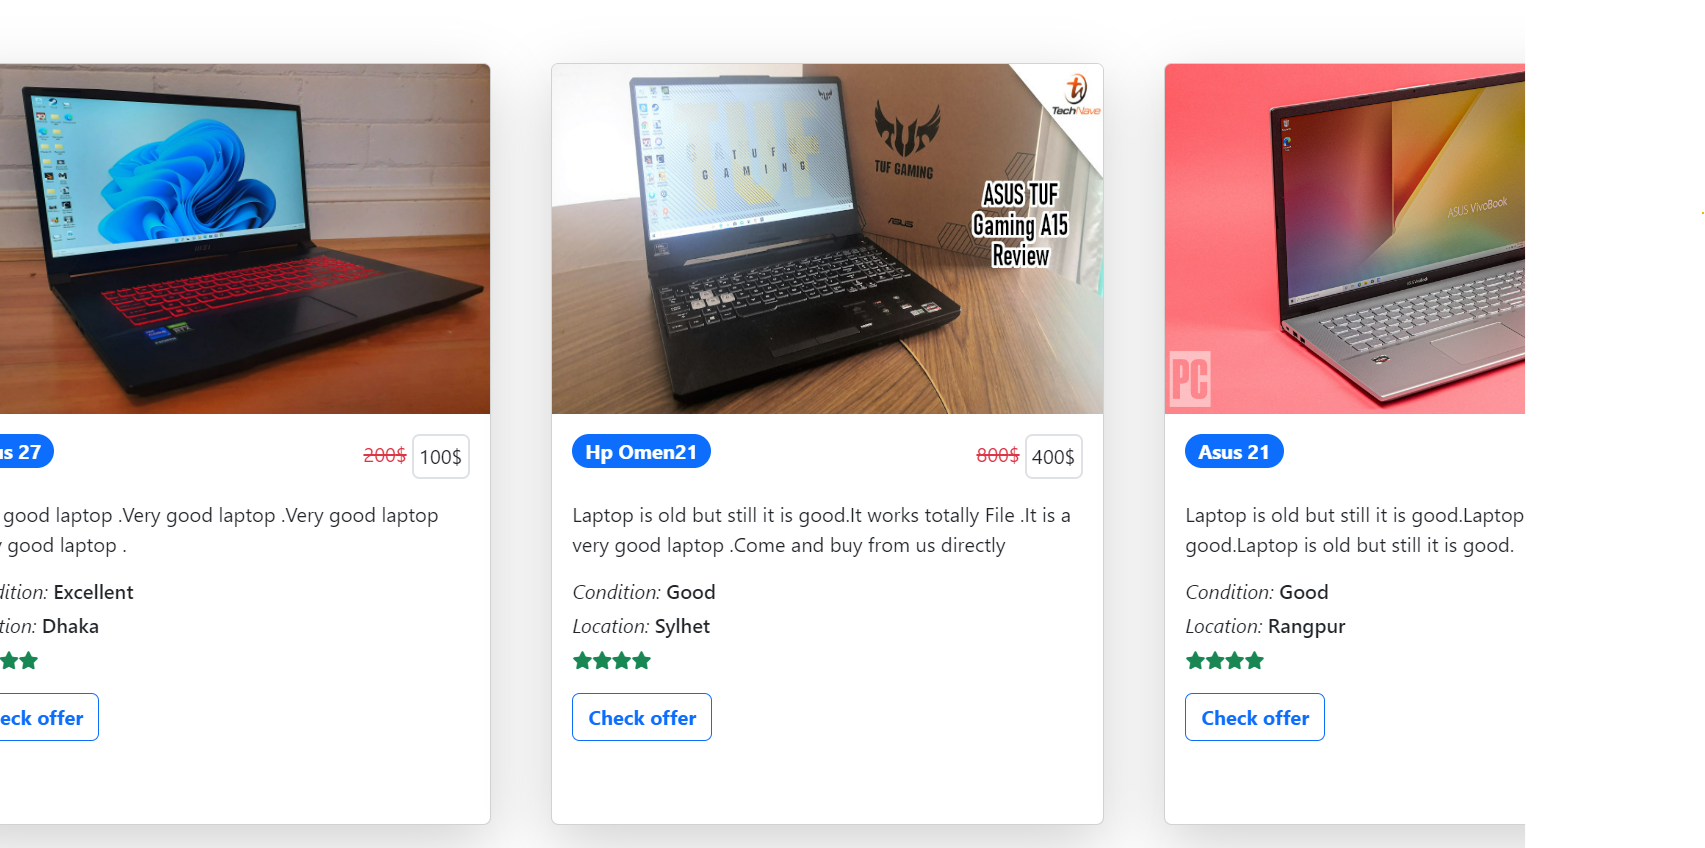 TechNave
TUF
GAMING
TUF GAMING
ASUS
ASUS TUF
Gaming A15
Review
ASUS VivoBook
PC
us 27
200$ 100$
good laptop .Very good laptop .Very good laptop
good laptop .
dition: Excellent
tion: Dhaka
eck offer
Hp Omen21
800$ 400$
Laptop is old but still it is good.It works totally File .It is a
very good laptop .Come and buy from us directly
Condition: Good
Location: Sylhet
Check offer
Asus 21
Laptop is old but still it is good.Laptop
good.Laptop is old but still it is good.
Condition: Good
Location: Rangpur
Check offer